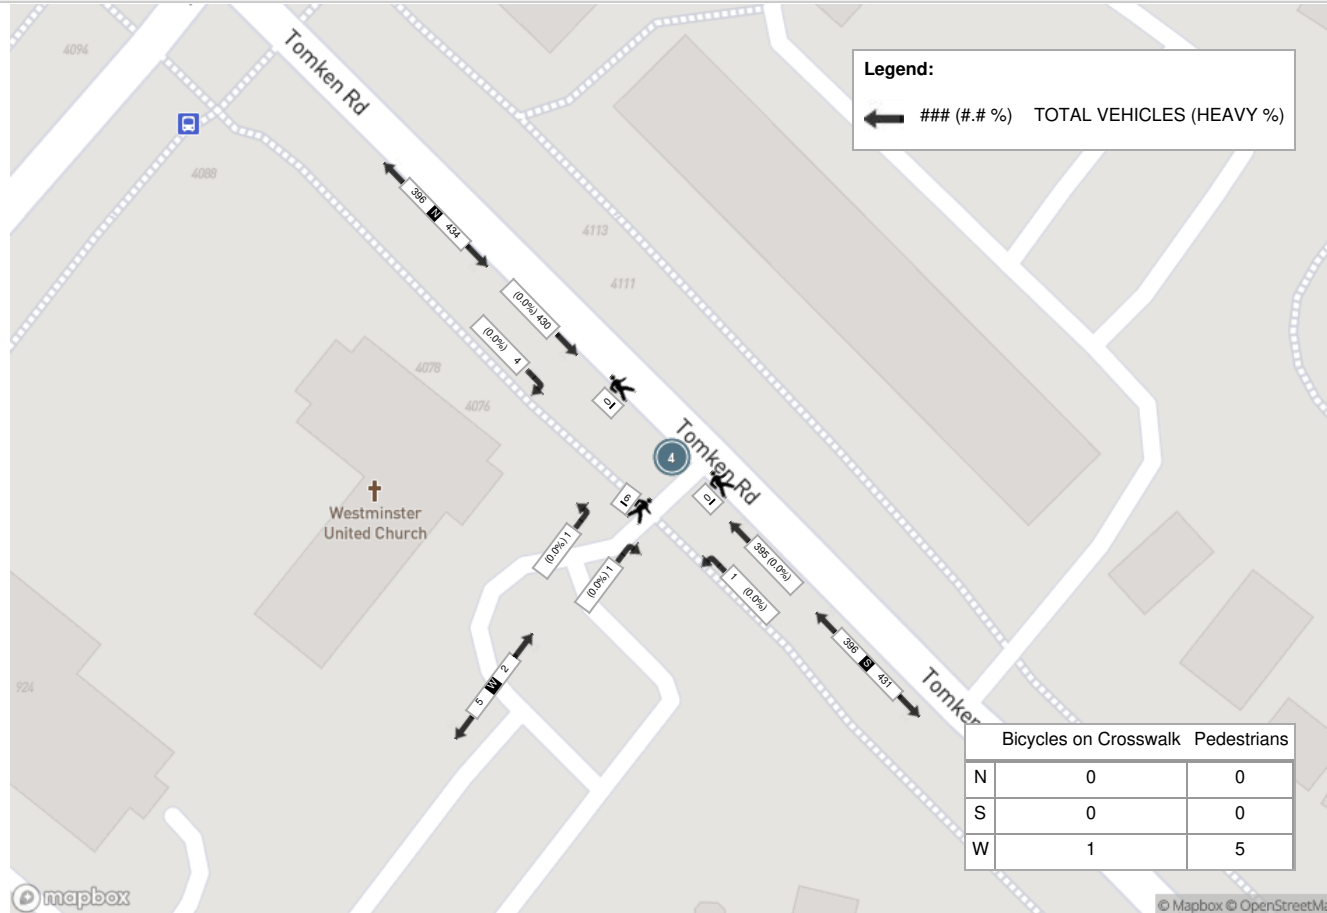 4094
Tomken Rd
Legend:
### (#.# %) TOTAL VEHICLES (HEAVY %)
4088
396 N 434
4113
4111
(0.0%) 430
(0.0%) 4
4078
4076
0
4
Tomken Rd
0
6
Westminster
United Church
(0.0%) 1
(0.0%) 1
395 (0.0%)
1 (0.0%)
396 S 431
5 W 2
924
Tomken
Bicycles on Crosswalk Pedestrians
N 0 0
S 0 0
W 1 5
mapbox
© Mapbox © OpenStreetMa